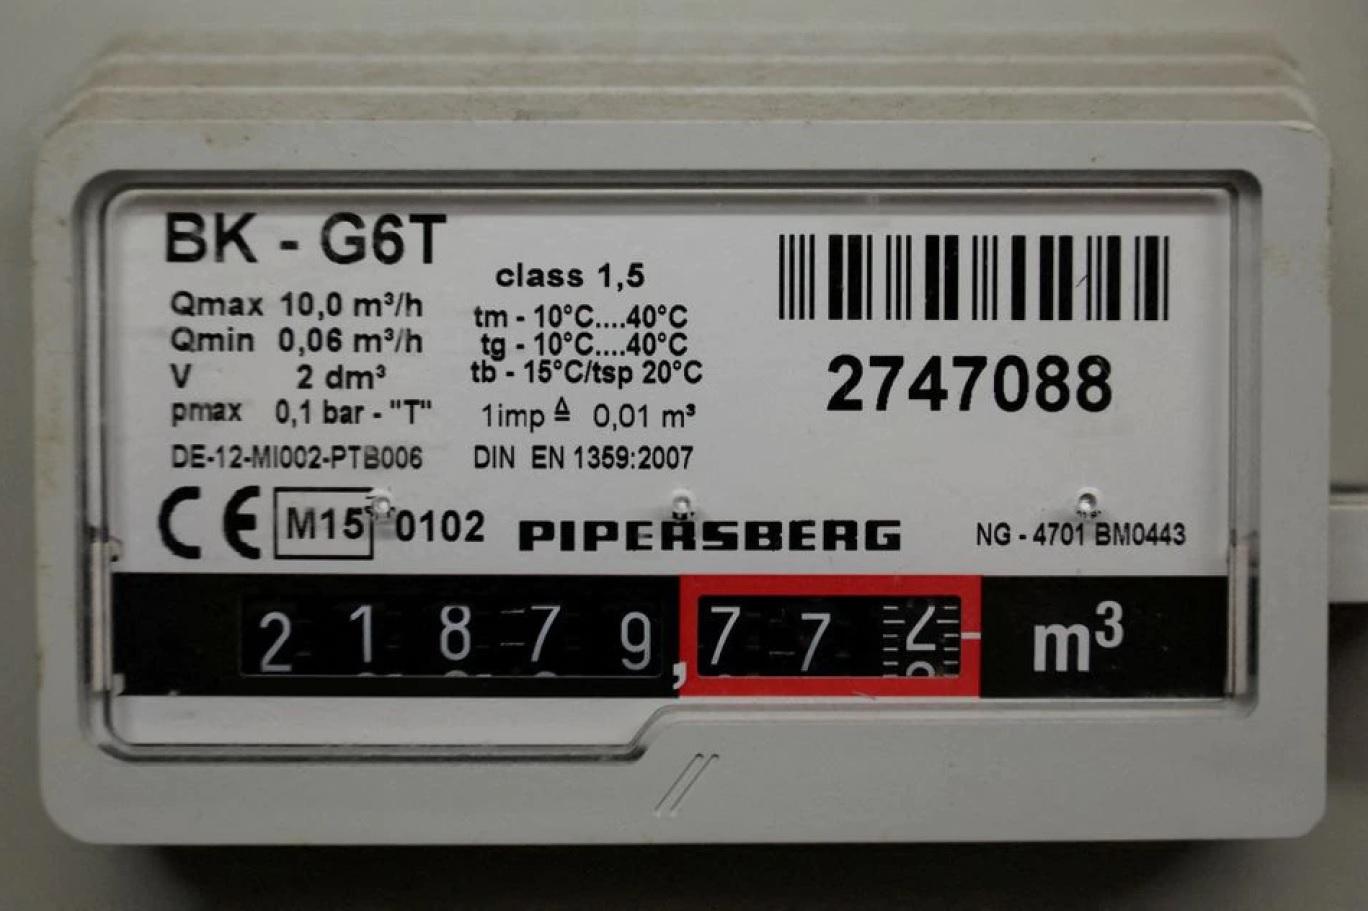 BK - G6T
Qmax 10,0 m³/h
Qmin 0,06 m³/h
V 2 dm³
pmax 0,1 bar - "T"
DE-12-MI002-PTB006
class 1,5
tm - 10°C....40°C
tg - 10°C....40°C
tb - 15°C/tsp 20°C
1imp ≙ 0,01 m³
DIN EN 1359:2007
2747088
CE M15 0102 PIPERSBERG NG - 4701 BM0443
21879,777 m³